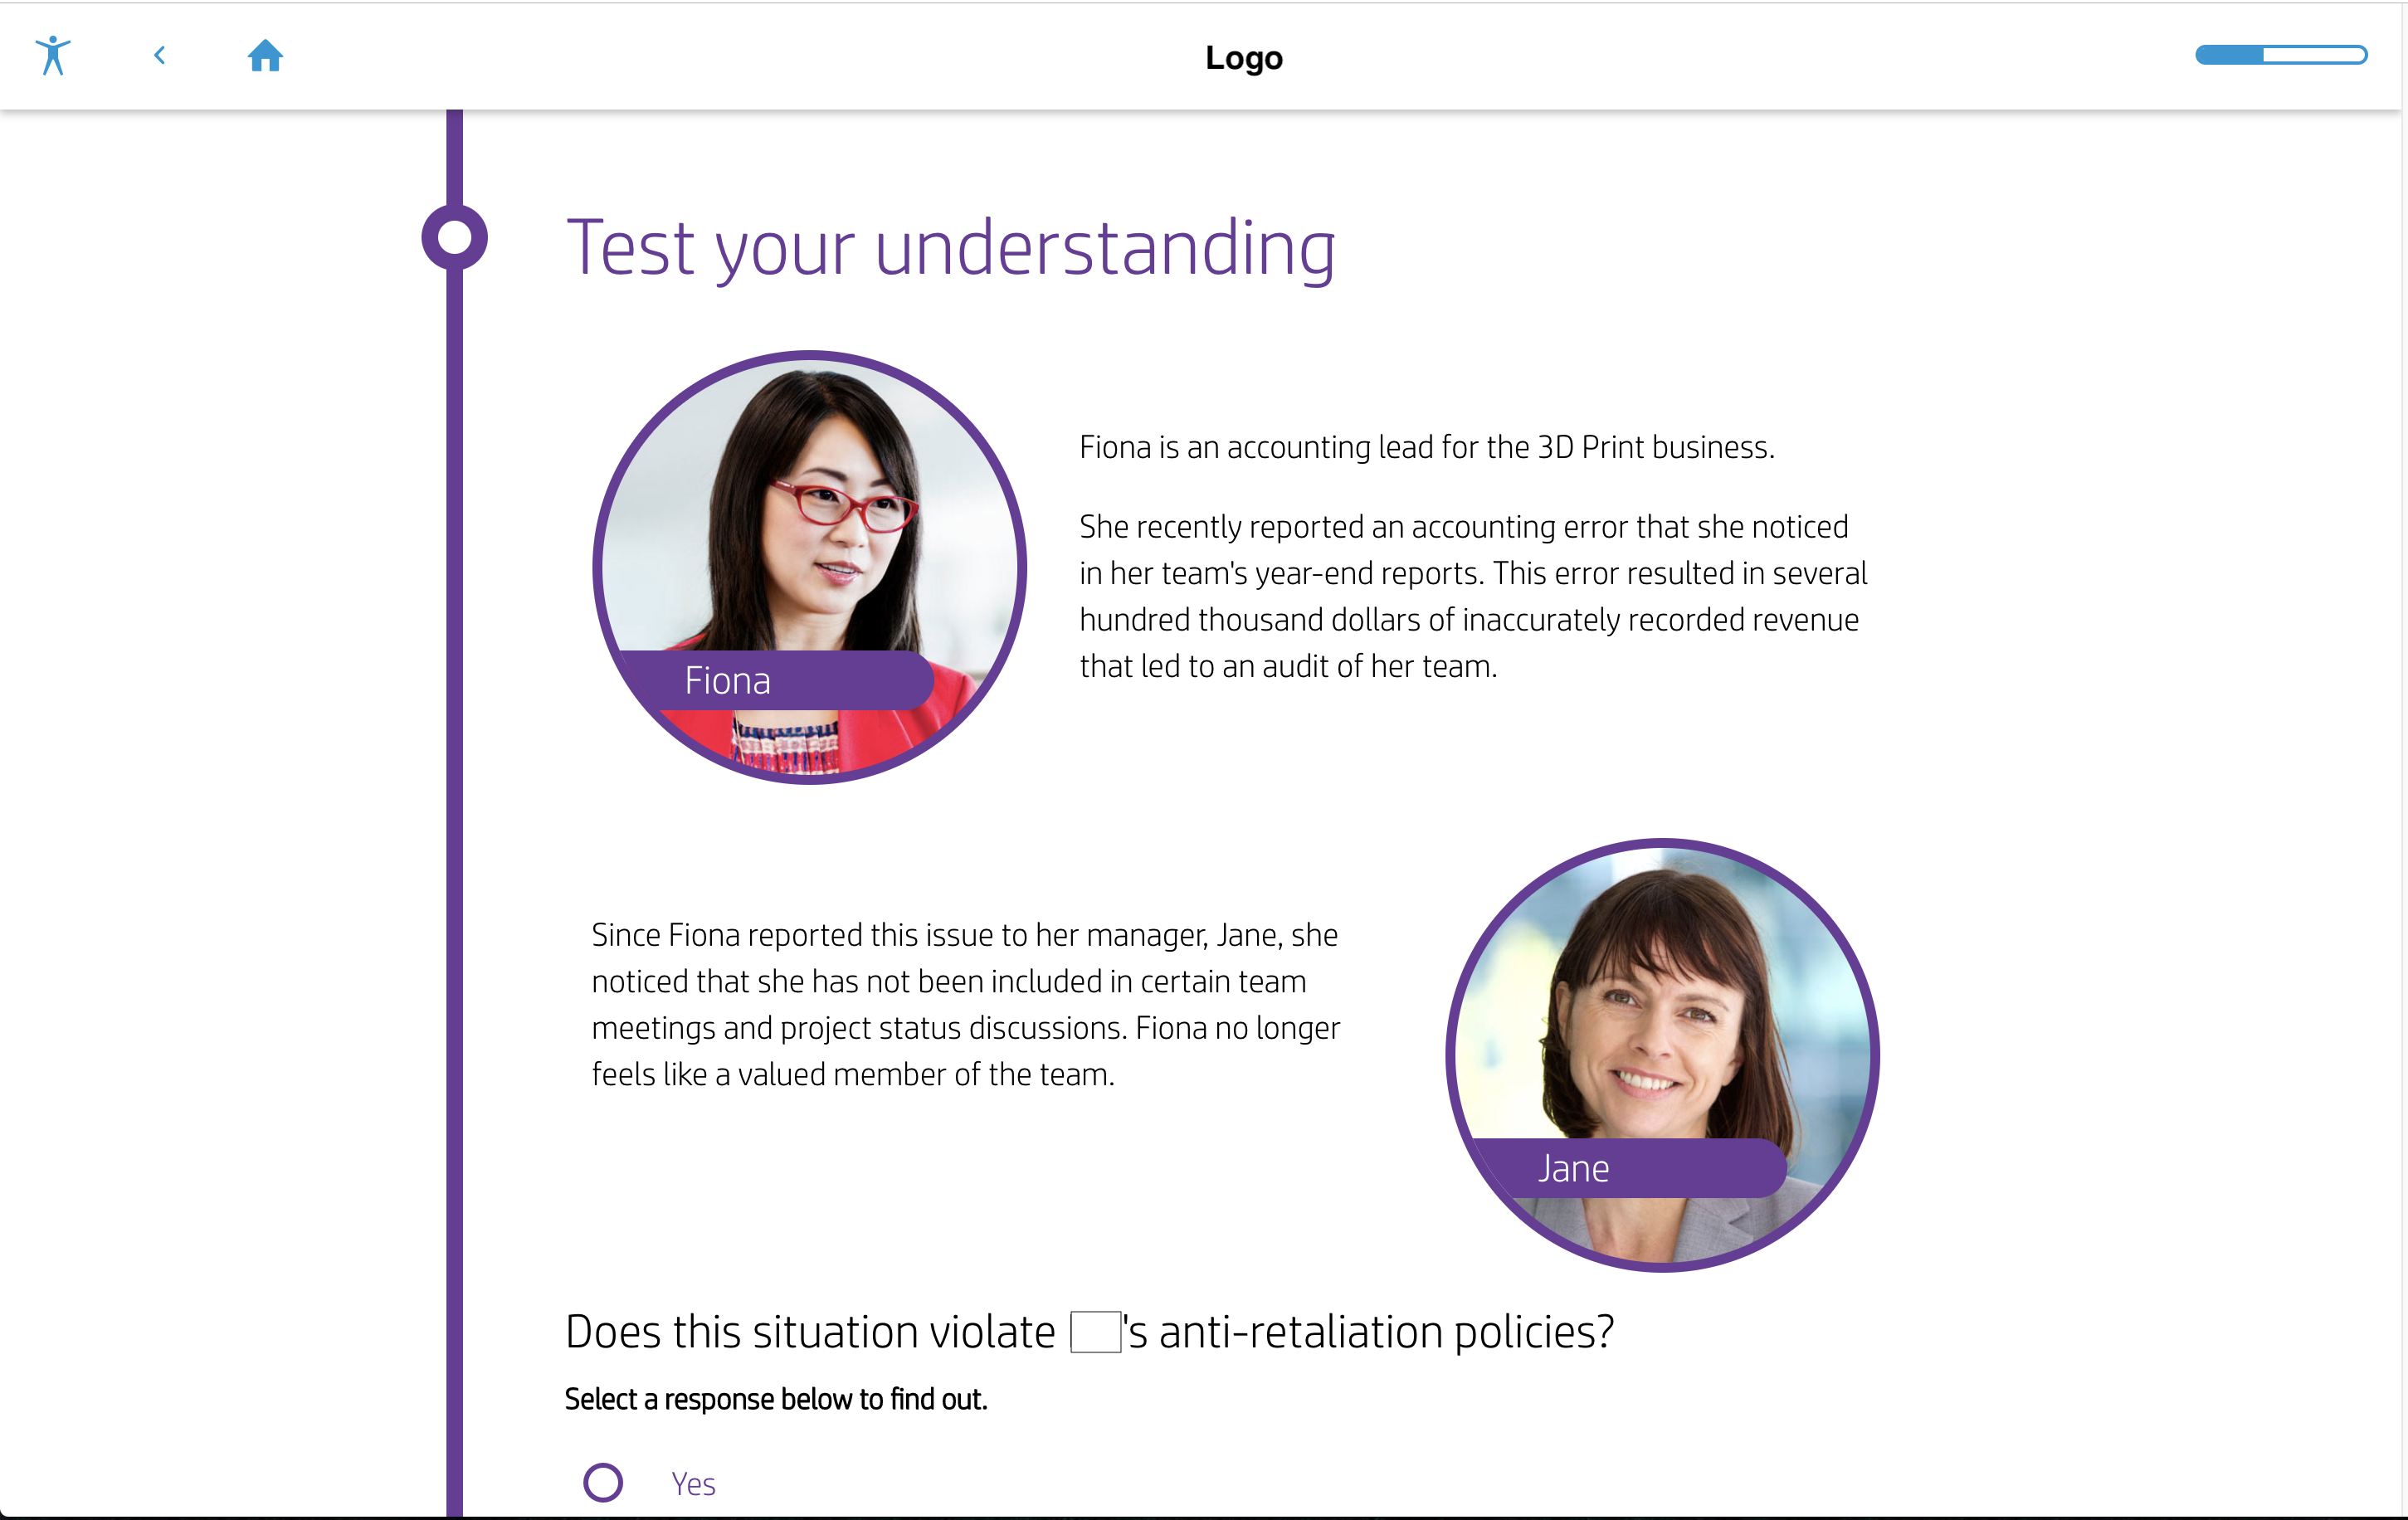 Logo
Test your understanding
Fiona is an accounting lead for the 3D Print business.
She recently reported an accounting error that she noticed
in her team's year-end reports. This error resulted in several
hundred thousand dollars of inaccurately recorded revenue
that led to an audit of her team.
Fiona
Since Fiona reported this issue to her manager, Jane, she
noticed that she has not been included in certain team
meetings and project status discussions. Fiona no longer
feels like a valued member of the team.
Jane
Does this situation violate 's anti-retaliation policies?
Select a response below to find out.
Yes